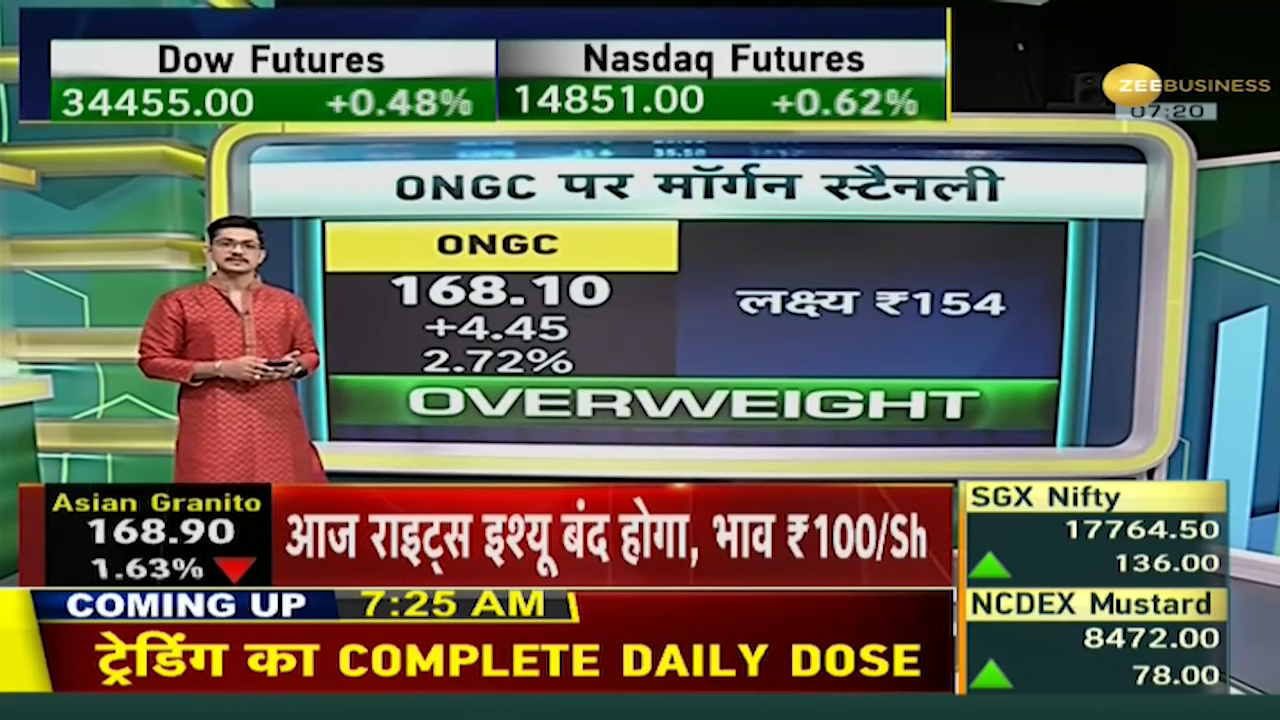 Dow Futures
34455.00 +0.48%
Nasdaq Futures
14851.00 +0.62%
ZEEBUSINESS
07:20
ONGC पर मॉर्गन स्टैनली
ONGC
168.10
+4.45
2.72%
लक्ष्य ₹154
OVERWEIGHT
Asian Granito
168.90
1.63%
आज राइट्स इश्यू बंद होगा, भाव ₹100/Sh
SGX Nifty
17764.50
136.00
COMING UP 7:25 AM
ट्रेडिंग का COMPLETE DAILY DOSE
NCDEX Mustard
8472.00
78.00